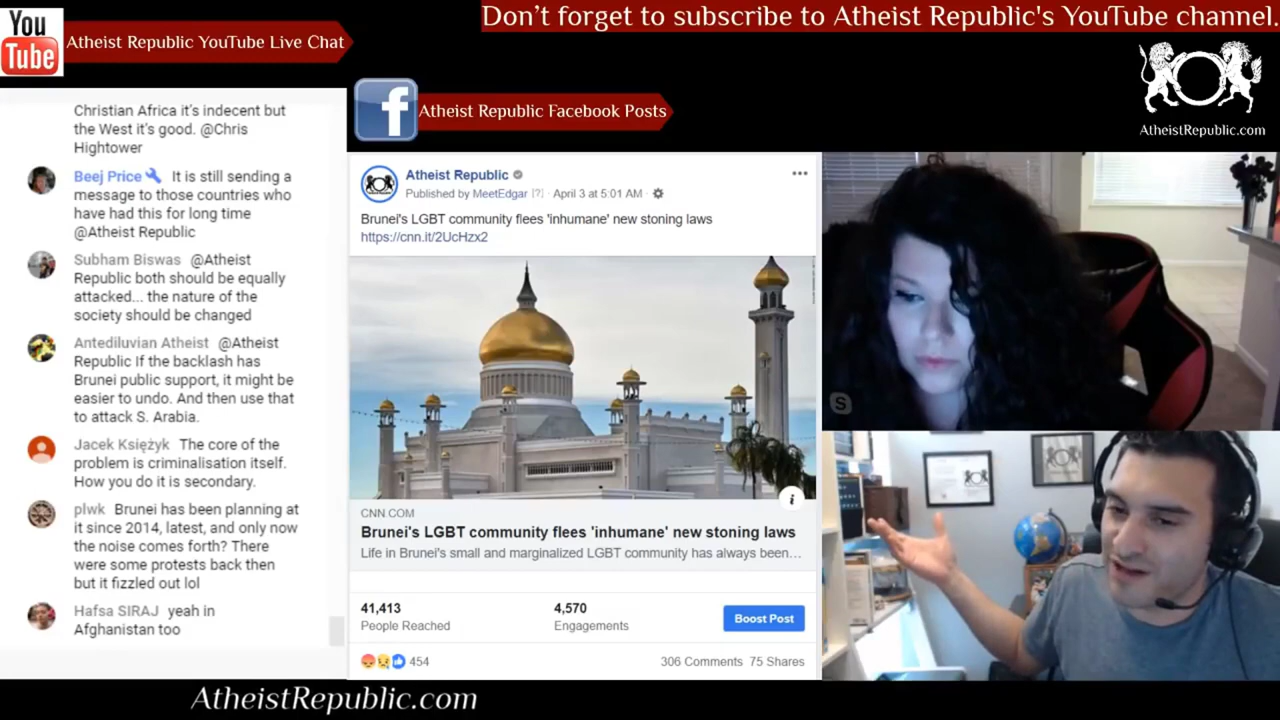 Don't forget to subscribe to Atheist Republic's YouTube channel.
You
Tube
Atheist Republic YouTube Live Chat
AtheistRepublic.com
f
Atheist Republic Facebook Posts
Christian Africa it's indecent but
the West it's good. @Chris
Hightower
Beej Price It is still sending a
message to those countries who
have had this for long time
@Atheist Republic
Subham Biswas @Atheist
Republic both should be equally
attacked... the nature of the
society should be changed
Antediluvian Atheist @Atheist
Republic If the backlash has
Brunei public support, it might be
easier to undo. And then use that
to attack S. Arabia.
Jacek Księżyk The core of the
problem is criminalisation itself.
How you do it is secondary.
plwk Brunei has been planning at
it since 2014, latest, and only now
the noise comes forth? There
were some protests back then
but it fizzled out lol
Hafsa SIRAJ yeah in
Afghanistan too
Atheist Republic
Published by MeetEdgar [?] · April 3 at 5:01 AM ·
Brunei's LGBT community flees 'inhumane' new stoning laws
https://cnn.it/2UcHzx2
i
CNN.COM
Brunei's LGBT community flees 'inhumane' new stoning laws
Life in Brunei's small and marginalized LGBT community has always been...
41,413
People Reached
4,570
Engagements
Boost Post
454
306 Comments 75 Shares
S
AtheistRepublic.com